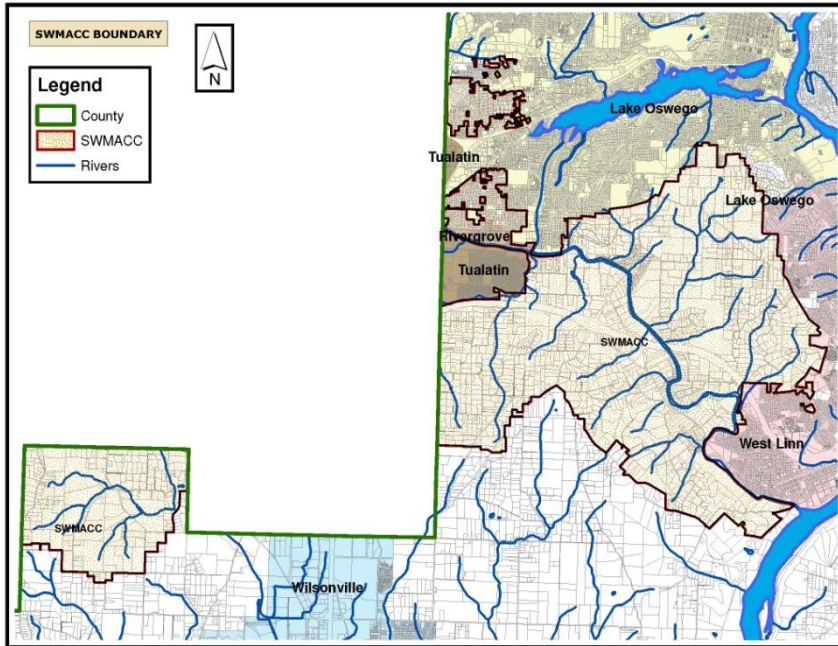 SWMACC BOUNDARY
N
Legend
County
SWMACC
Rivers
Lake Oswego
Tualatin
Lake Oswego
Rivergrove
Tualatin
SWMACC
West Linn
SWMACC
Wilsonville